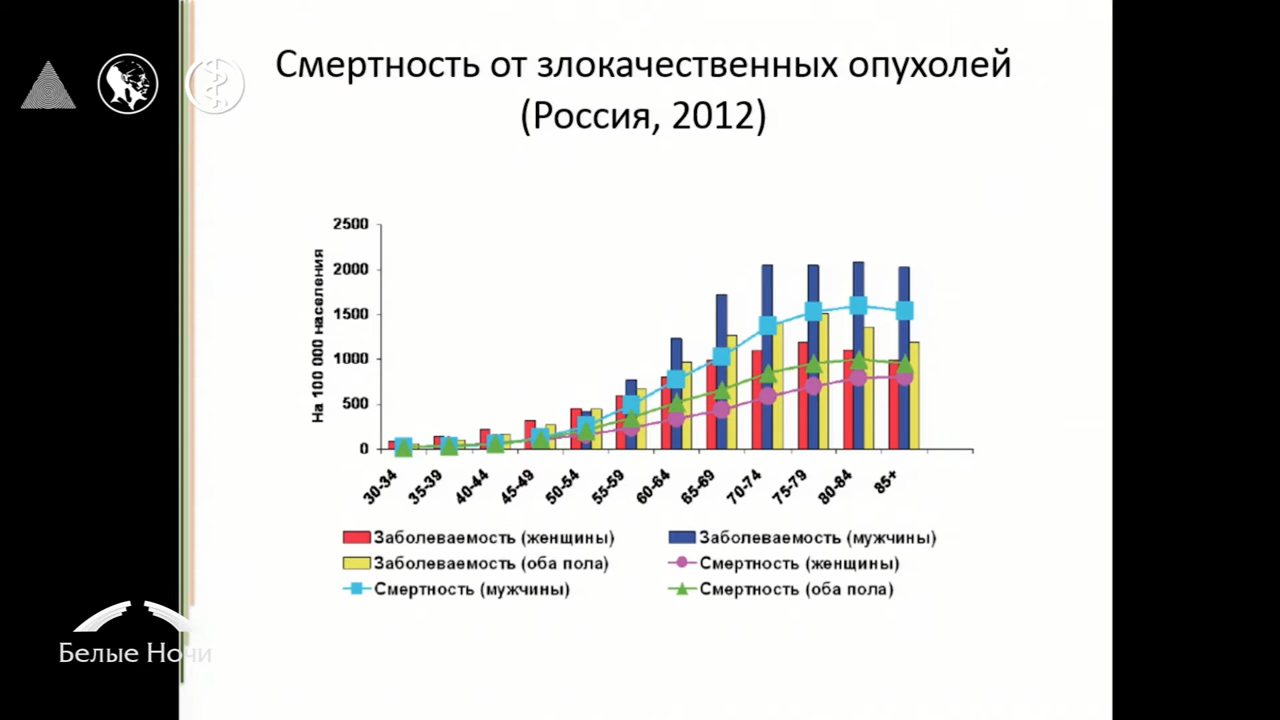 Смертность от злокачественных опухолей
(Россия, 2012)
На 100 000 населения
2500
2000
1500
1000
500
0
30-34
35-39
40-44
45-49
50-54
55-59
60-64
65-69
70-74
75-79
80-84
85+
Заболеваемость (женщины)
Заболеваемость (мужчины)
Заболеваемость (оба пола)
Смертность (женщины)
Смертность (мужчины)
Смертность (оба пола)
Белые Ночи